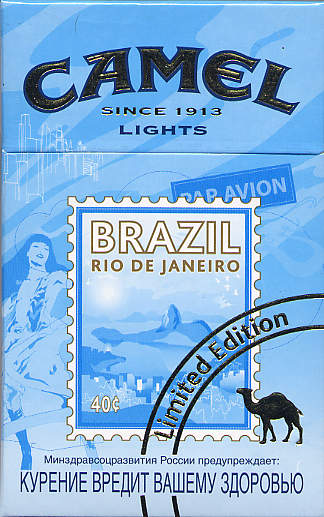 CAMEL
SINCE 1913
LIGHTS
PAR AVION
BRAZIL
RIO DE JANEIRO
Limited Edition
40¢
Минздравсоцразвития России предупреждает:
КУРЕНИЕ ВРЕДИТ ВАШЕМУ ЗДОРОВЬЮ